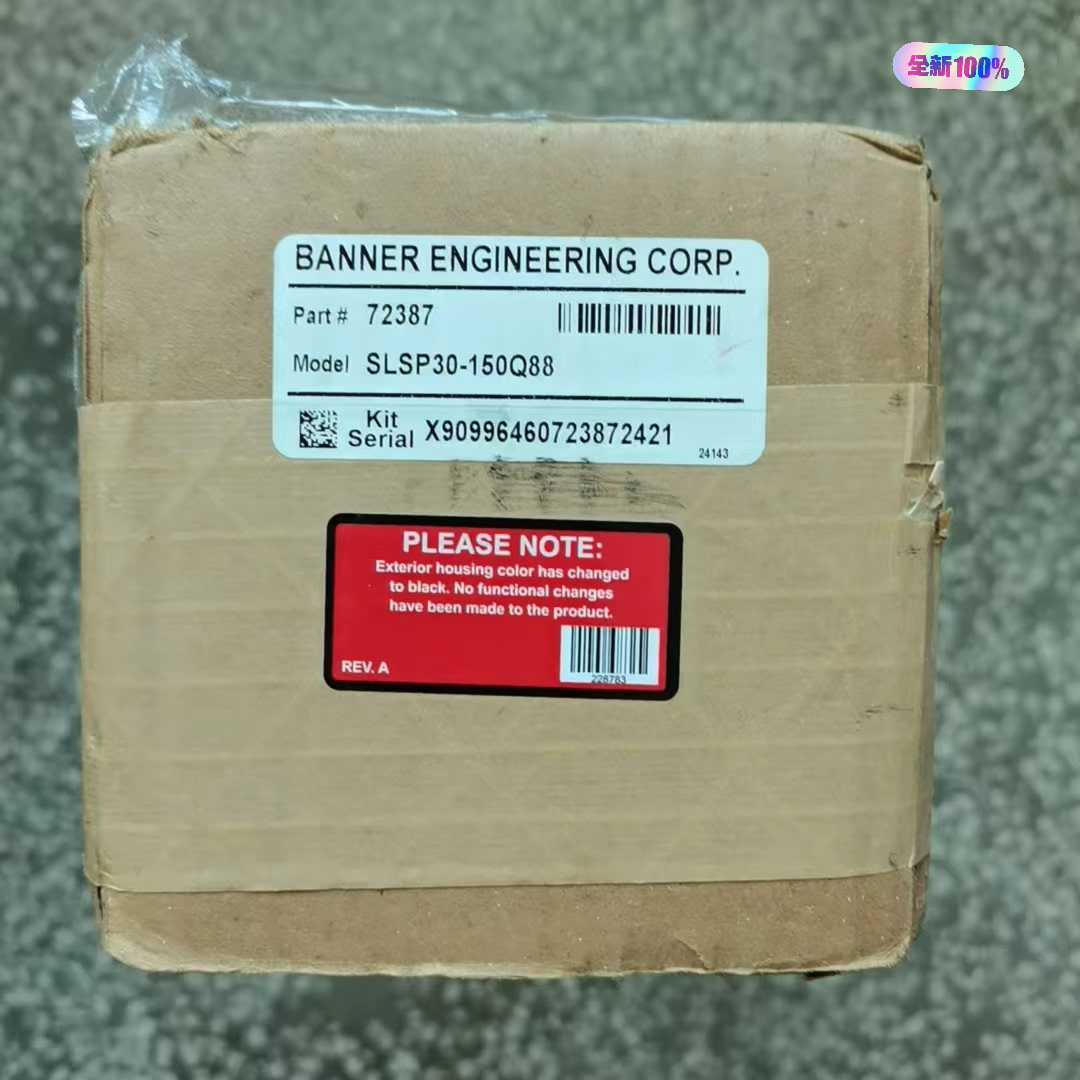 全新100%
BANNER ENGINEERING CORP.
Part # 72387
Model SLSP30-150Q88
Kit
Serial X90996460723872421
24143
PLEASE NOTE:
Exterior housing color has changed
to black. No functional changes
have been made to the product.
REV. A
228783